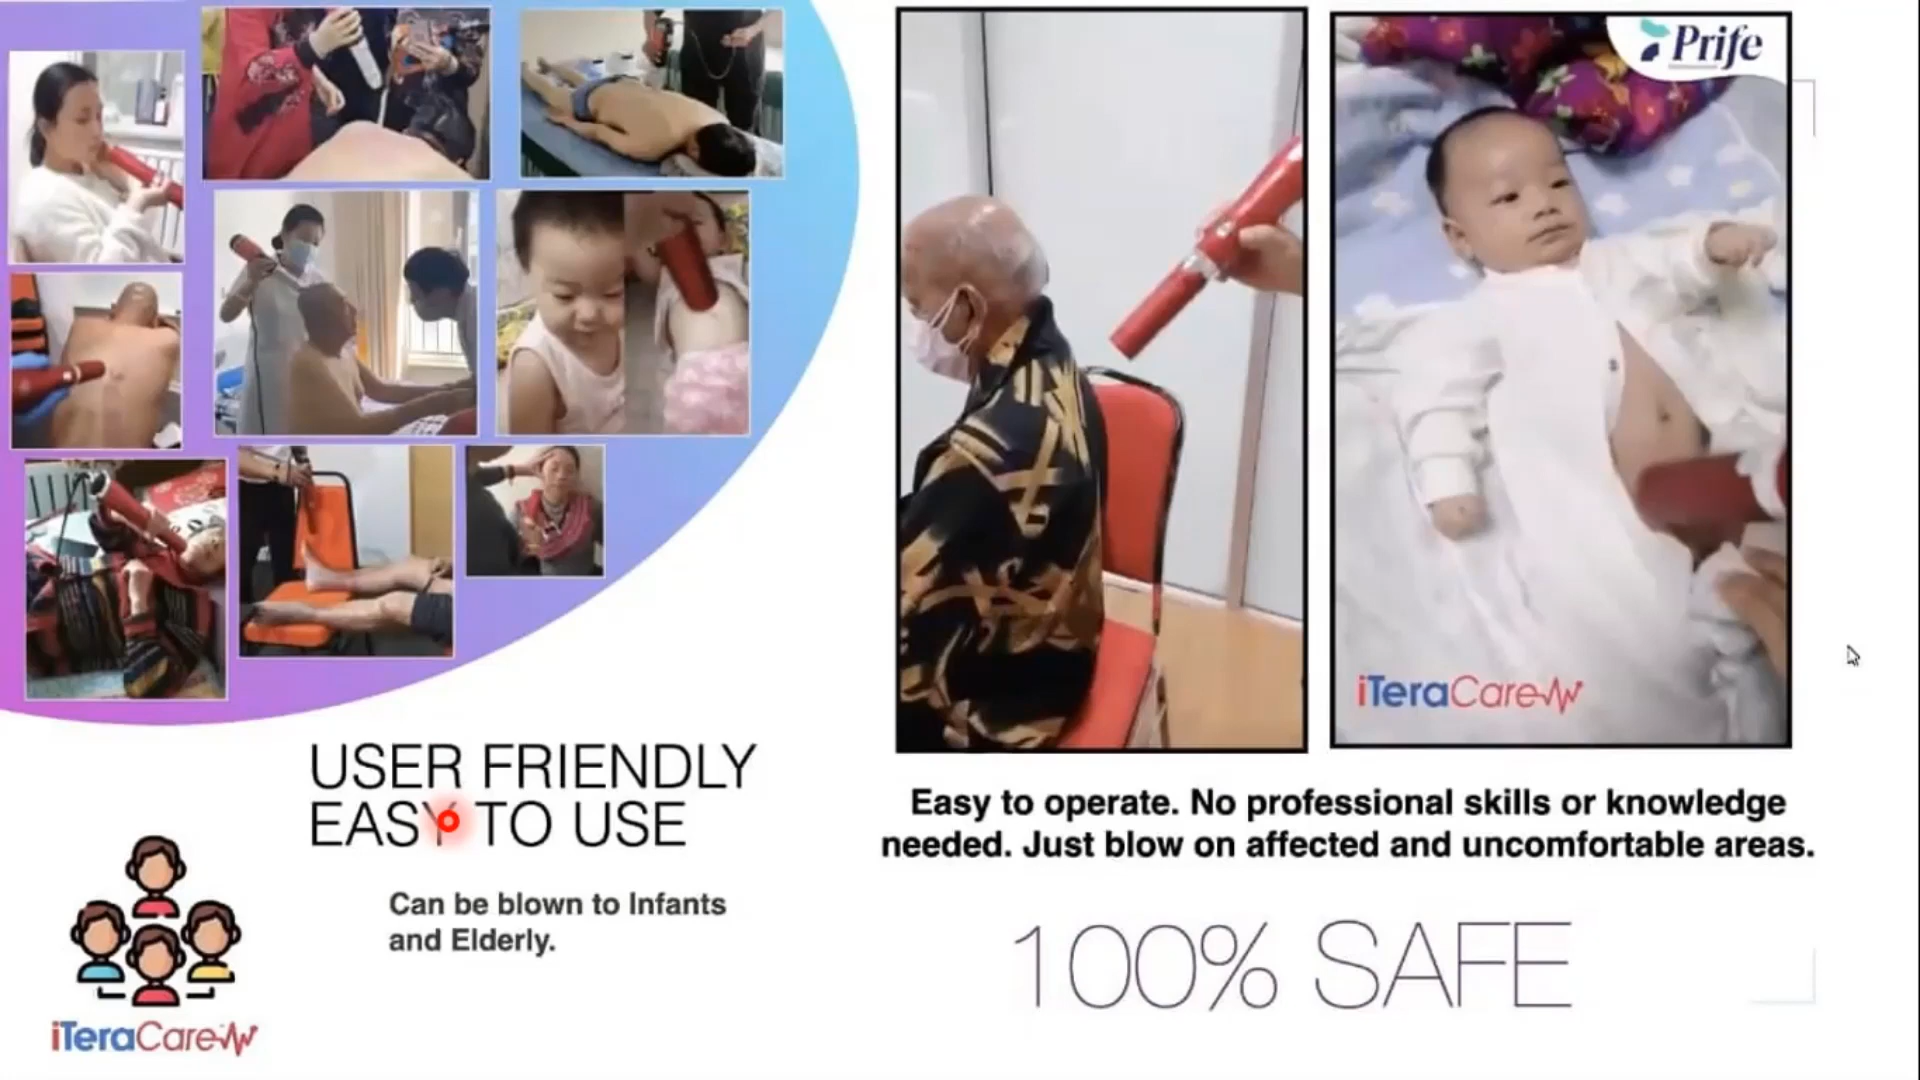 Prife
iTeraCare
USER FRIENDLY
EASY TO USE
Can be blown to Infants
and Elderly.
iTeraCare
Easy to operate. No professional skills or knowledge
needed. Just blow on affected and uncomfortable areas.
100% SAFE